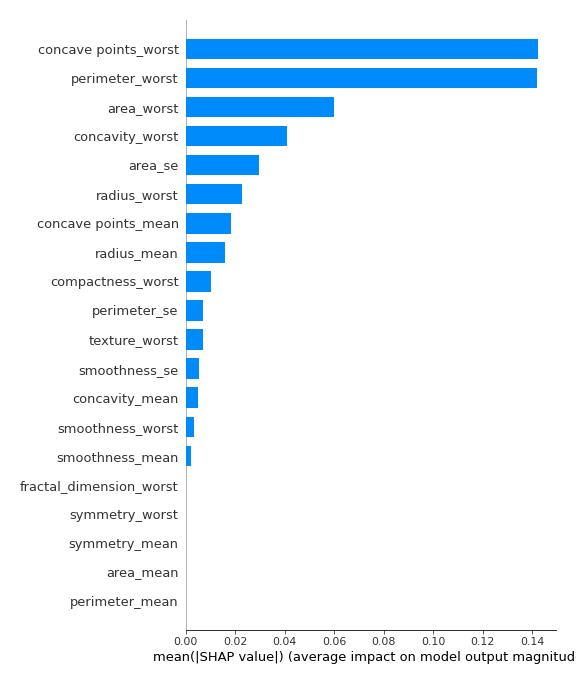 concave points_worst
perimeter_worst
area_worst
concavity_worst
area_se
radius_worst
concave points_mean
radius_mean
compactness_worst
perimeter_se
texture_worst
smoothness_se
concavity_mean
smoothness_worst
smoothness_mean
fractal_dimension_worst
symmetry_worst
symmetry_mean
area_mean
perimeter_mean
0.00 0.02 0.04 0.06 0.08 0.10 0.12 0.14
mean(|SHAP value|) (average impact on model output magnitud